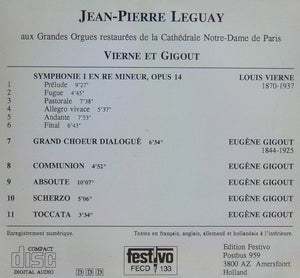 JEAN-PIERRE LEGUAY
aux Grandes Orgues restaurées de la Cathédrale Notre-Dame de Paris
VIERNE ET GIGOUT
SYMPHONIE I EN RE MINEUR, OPUS 14 LOUIS VIERNE
1 Prélude 9'27" 1870-1937
2 Fugue 4'45"
3 Pastorale 7'38"
4 Allegro vivace 4'37"
5 Andante 7'53"
6 Final 6'43"
7 GRAND CHOEUR DIALOGUÉ 6'34" EUGÈNE GIGOUT
1844-1925
8 COMMUNION 4'52" EUGÈNE GIGOUT
9 ABSOUTE 10'07" EUGÈNE GIGOUT
10 SCHERZO 5'06" EUGÈNE GIGOUT
11 TOCCATA 3'34" EUGÈNE GIGOUT
Enregistrement numérique. Textes en français, anglais, allemand et hollandais à l'intérieur.
COMPACT
disc
DIGITAL AUDIO
DDD
festivo
FECD 133
Edition Festivo
Postbus 959
3800 AZ Amersfoort
Holland